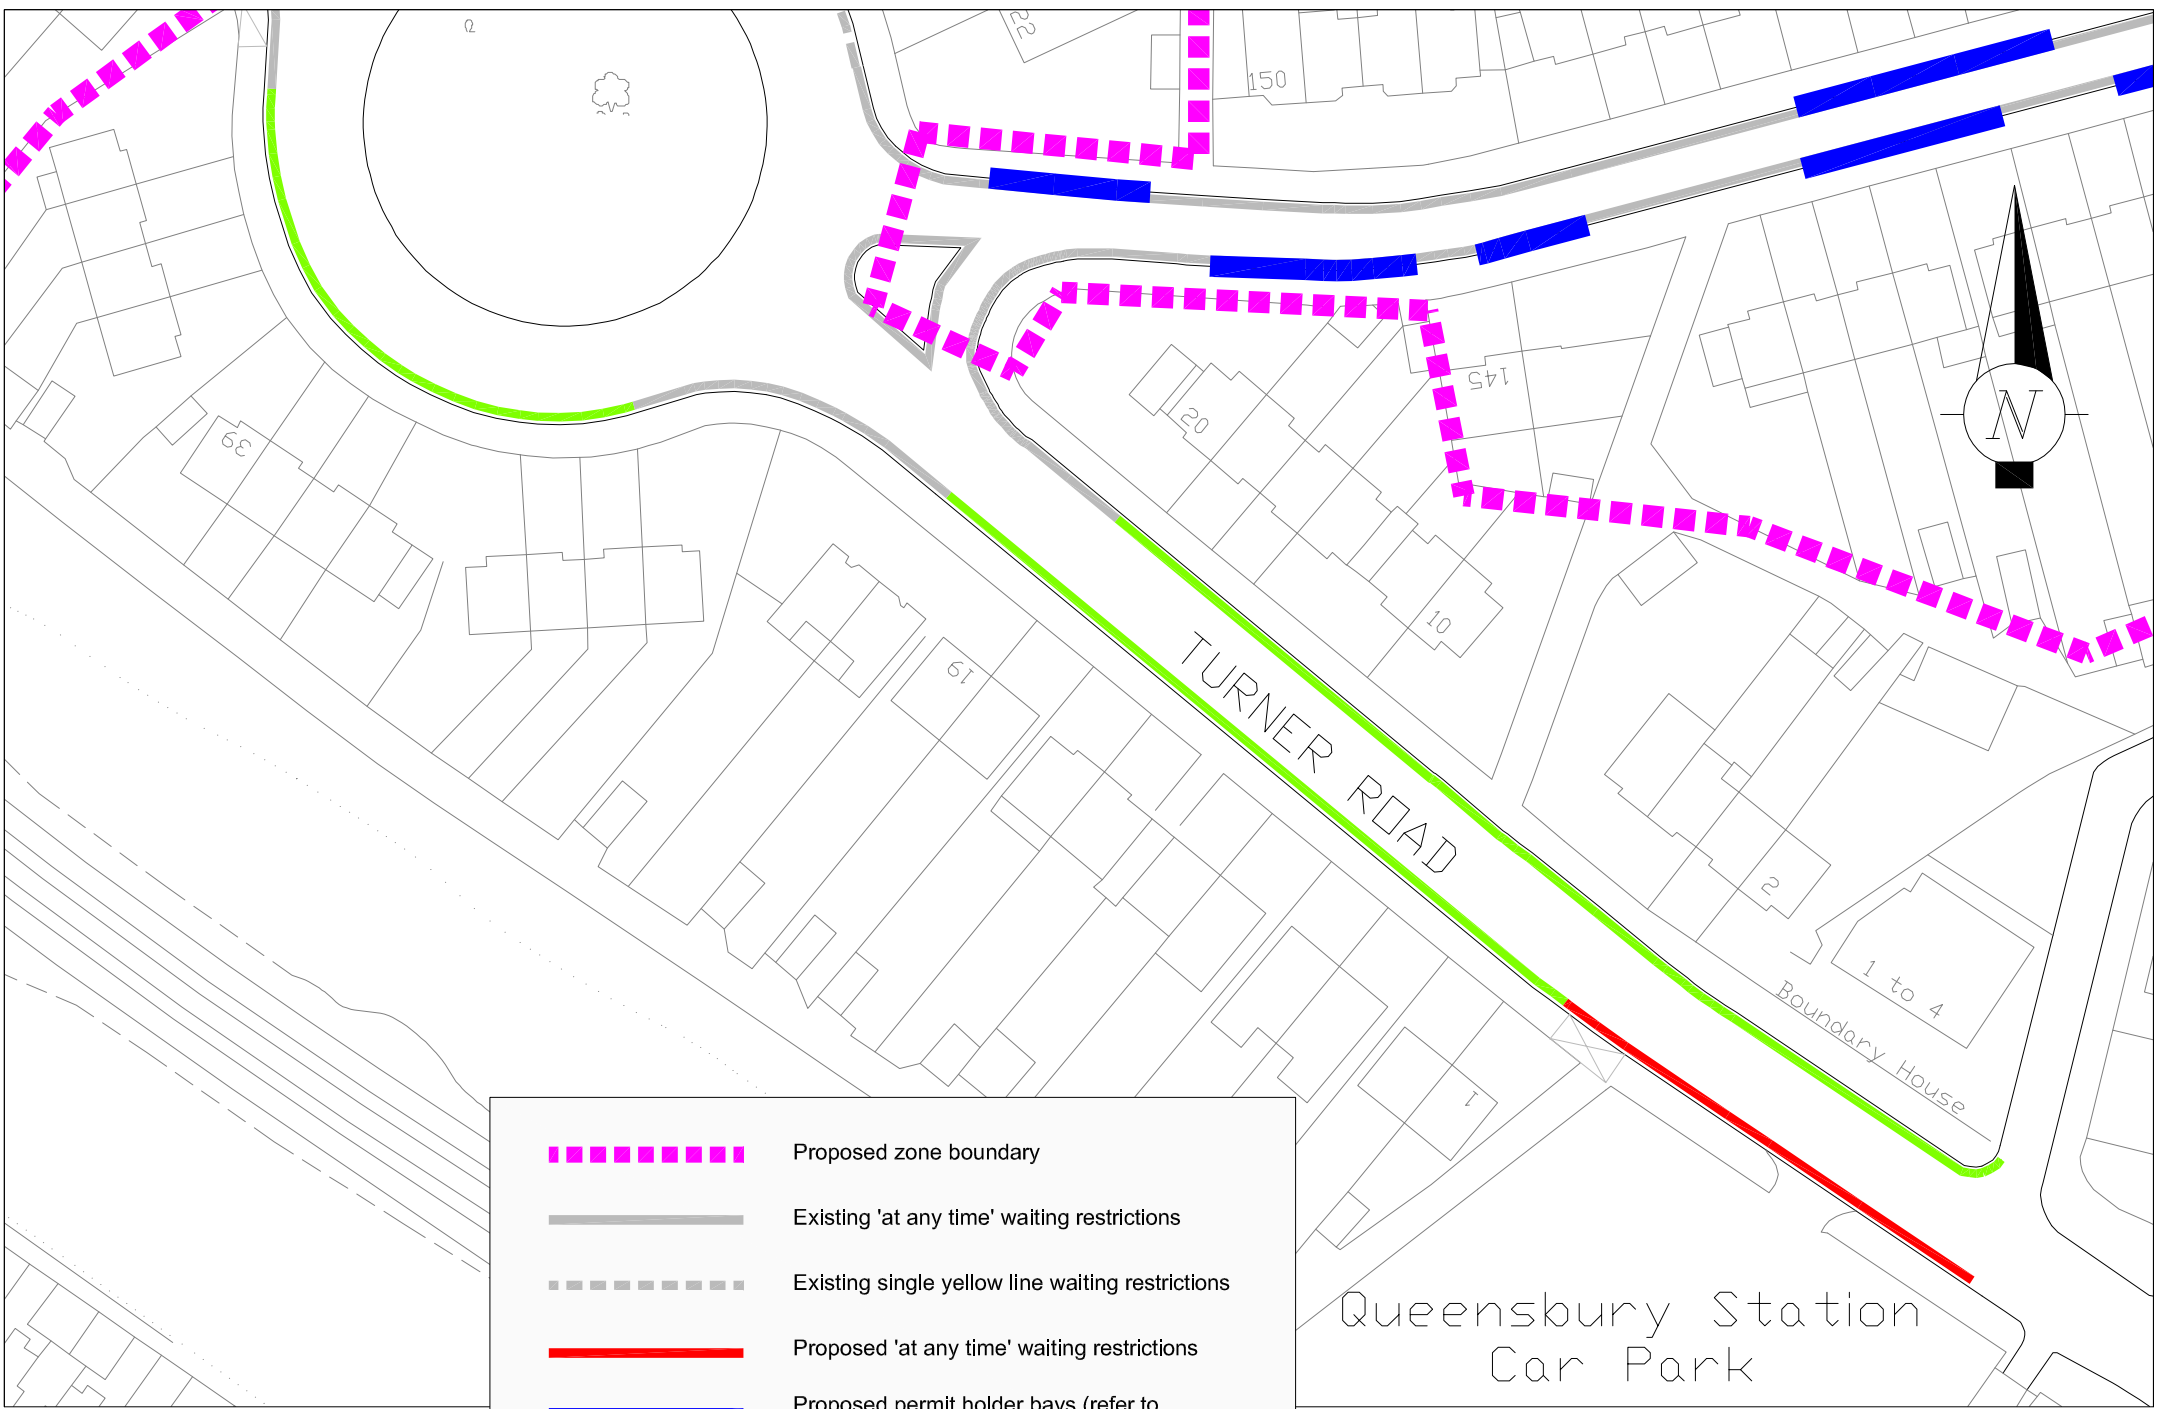 22
150
145
20
39
10
19
TURNER ROAD
N
2
1 to 4
Boundary House
1
Proposed zone boundary
Existing 'at any time' waiting restrictions
Existing single yellow line waiting restrictions
Proposed 'at any time' waiting restrictions
Proposed permit holder bays (refer to
Queensbury Station
Car Park